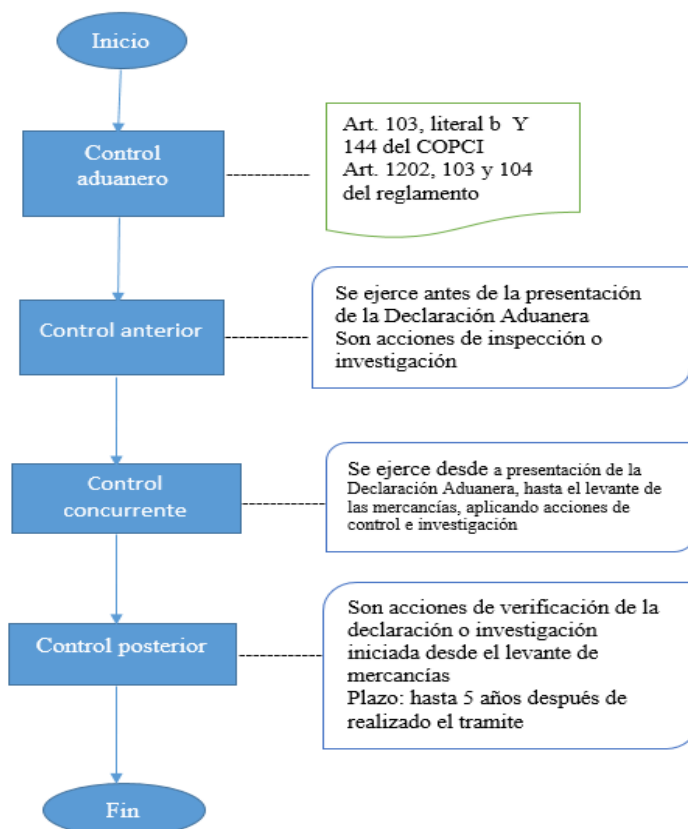 Inicio
Control
aduanero
Art. 103, literal b Y
144 del COPCI
Art. 1202, 103 y 104
del reglamento
Control anterior
Se ejerce antes de la presentación
de la Declaración Aduanera
Son acciones de inspección o
investigación
Control
concurrente
Se ejerce desde a presentación de la
Declaración Aduanera, hasta el levante de
las mercancías, aplicando acciones de
control e investigación
Control posterior
Son acciones de verificación de la
declaración o investigación
iniciada desde el levante de
mercancías
Plazo: hasta 5 años después de
realizado el tramite
Fin